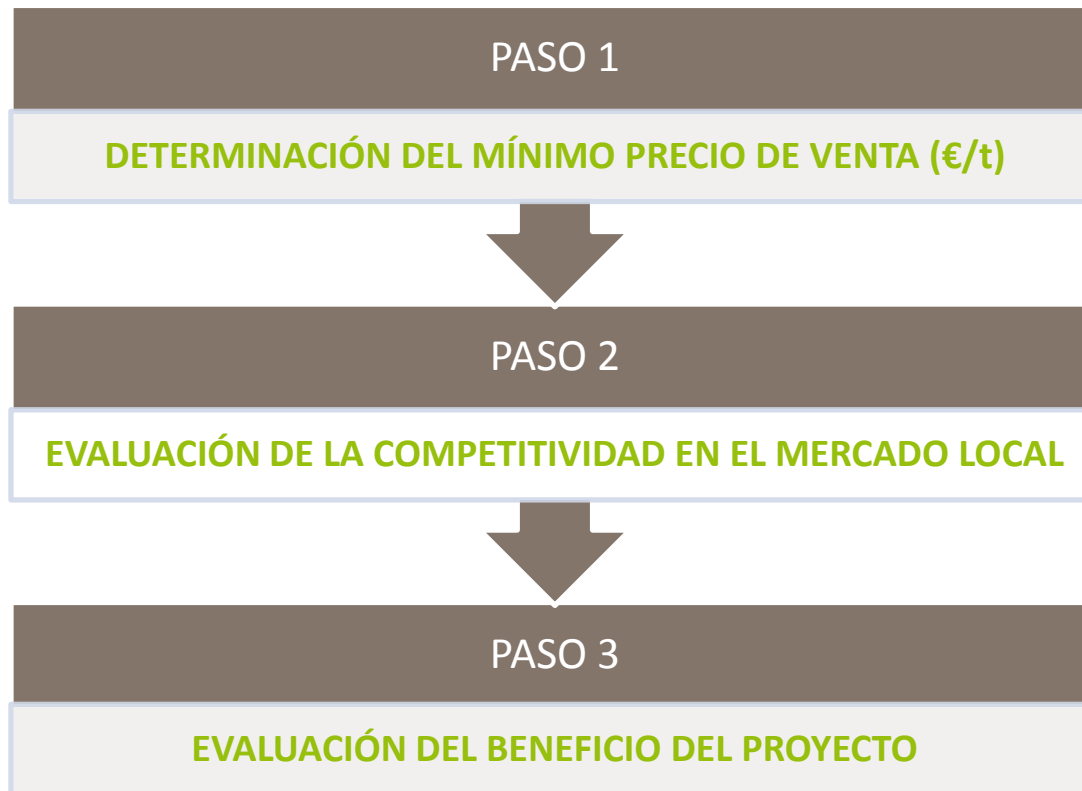 PASO 1
DETERMINACIÓN DEL MÍNIMO PRECIO DE VENTA (€/t)
PASO 2
EVALUACIÓN DE LA COMPETITIVIDAD EN EL MERCADO LOCAL
PASO 3
EVALUACIÓN DEL BENEFICIO DEL PROYECTO